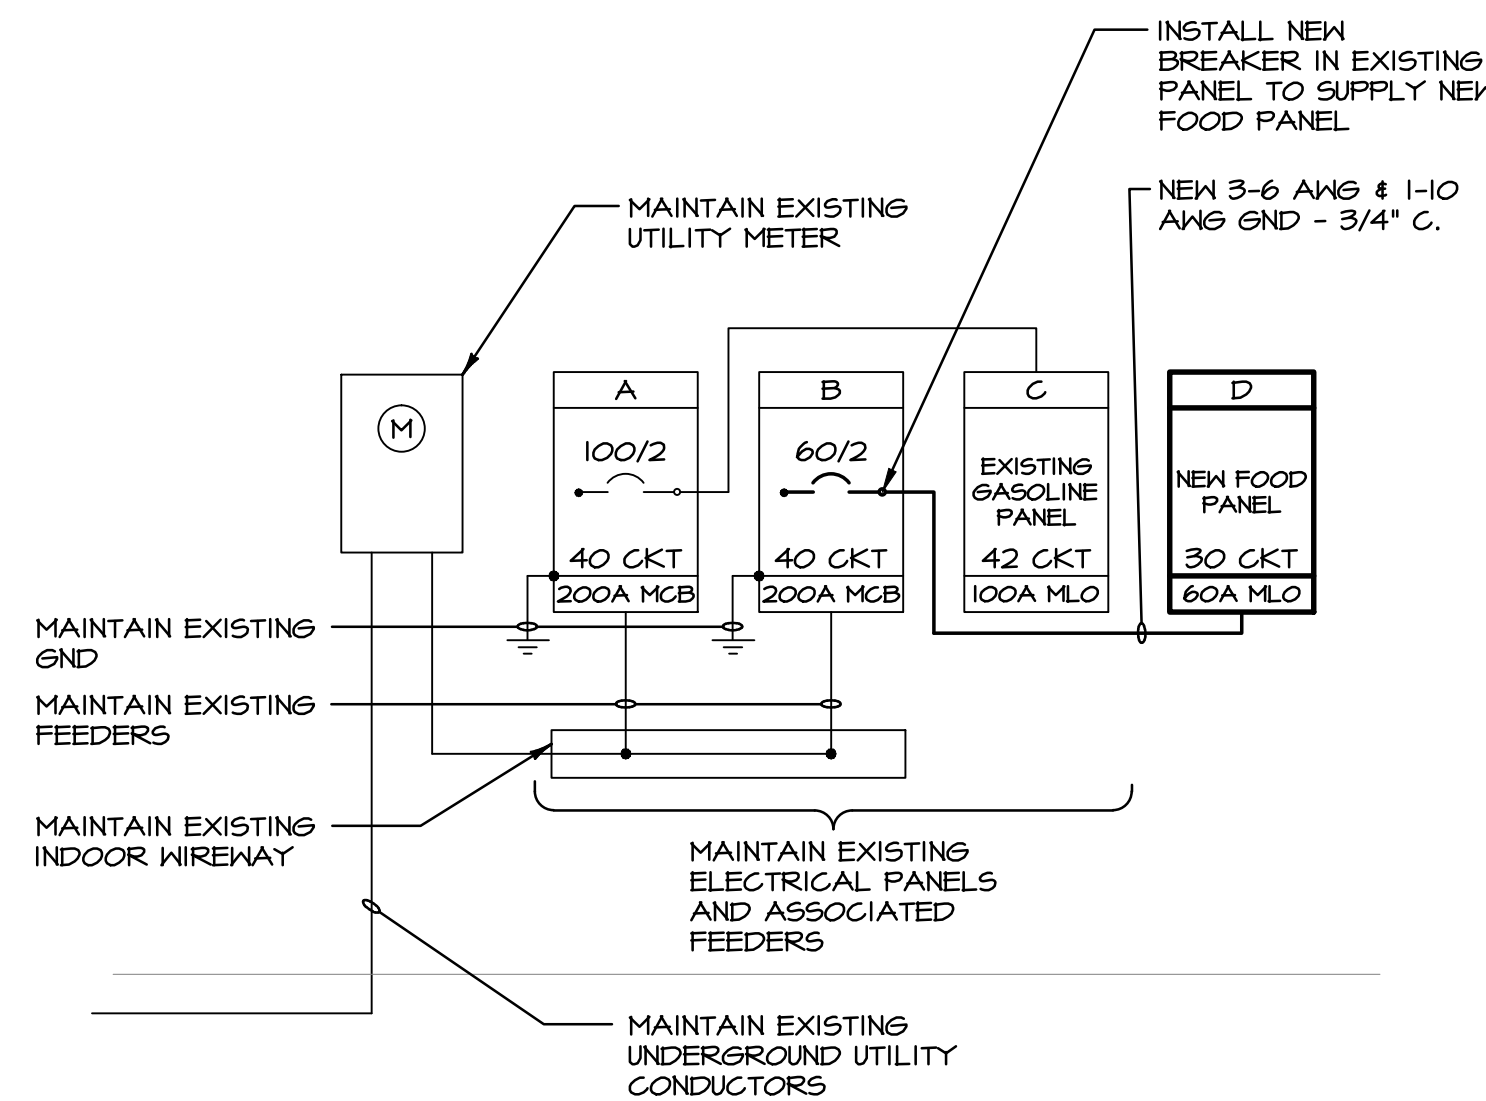 INSTALL NEW
BREAKER IN EXISTING
PANEL TO SUPPLY NEW
FOOD PANEL
NEW 3-6 AWG & 1-10
AWG GND - 3/4" C.
MAINTAIN EXISTING
UTILITY METER
M
A
100/2
40 CKT
200A MCB
B
60/2
40 CKT
200A MCB
C
EXISTING
GASOLINE
PANEL
42 CKT
100A MLO
D
NEW FOOD
PANEL
30 CKT
60A MLO
MAINTAIN EXISTING
GND
MAINTAIN EXISTING
FEEDERS
MAINTAIN EXISTING
INDOOR WIREWAY
MAINTAIN EXISTING
ELECTRICAL PANELS
AND ASSOCIATED
FEEDERS
MAINTAIN EXISTING
UNDERGROUND UTILITY
CONDUCTORS